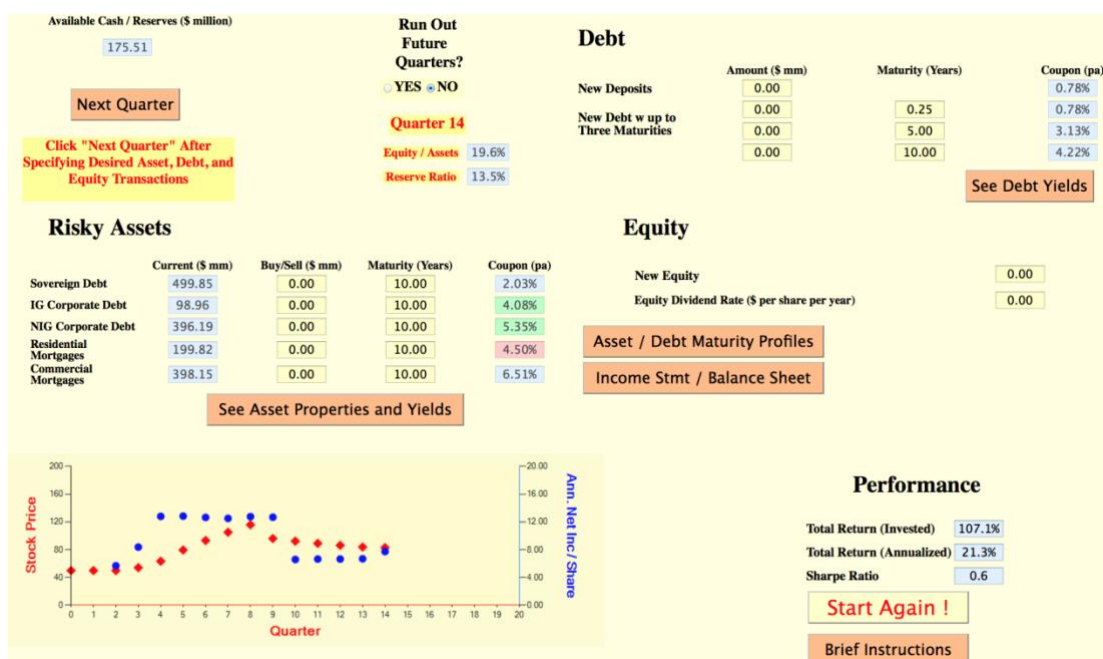 Available Cash / Reserves ($ million)
175.51
Next Quarter
Click "Next Quarter" After
Specifying Desired Asset, Debt, and
Equity Transactions
Run Out
Future
Quarters?
YES NO
Quarter 14
Equity / Assets 19.6%
Reserve Ratio 13.5%
Debt
Amount ($ mm) Maturity (Years) Coupon (pa)
New Deposits 0.00 0.78%
New Debt w up to
Three Maturities
0.00 0.25 0.78%
0.00 5.00 3.13%
0.00 10.00 4.22%
See Debt Yields
Risky Assets
Current ($ mm) Buy/Sell ($ mm) Maturity (Years) Coupon (pa)
Sovereign Debt 499.85 0.00 10.00 2.03%
IG Corporate Debt 98.96 0.00 10.00 4.08%
NIG Corporate Debt 396.19 0.00 10.00 5.35%
Residential
Mortgages 199.82 0.00 10.00 4.50%
Commercial
Mortgages 398.15 0.00 10.00 6.51%
See Asset Properties and Yields
Equity
New Equity 0.00
Equity Dividend Rate ($ per share per year) 0.00
Asset / Debt Maturity Profiles
Income Stmt / Balance Sheet
Stock Price
200
160
120
80
40
0
20.00
16.00
12.00
8.00
4.00
0.00
Ann. Net Inc / Share
0 1 2 3 4 5 6 7 8 9 10 11 12 13 14 15 16 17 18 19 20
Quarter
Performance
Total Return (Invested) 107.1%
Total Return (Annualized) 21.3%
Sharpe Ratio 0.6
Start Again !
Brief Instructions